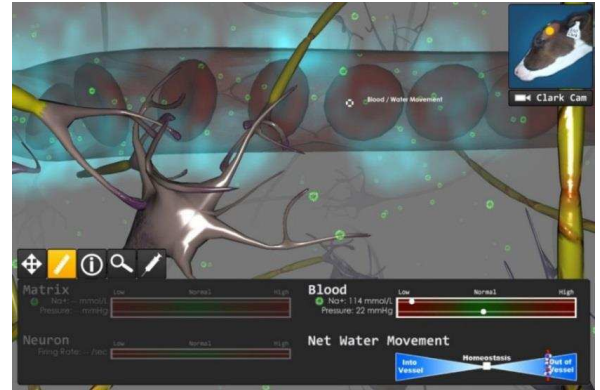 Clark Cam
Blood / Water Movement
Matrix
Low Normal High
Na+: -- mmol/L
Pressure: -- mmHg
Neuron
Low Normal High
Firing Rate: -- /sec
Blood
Low Normal High
Na+: 114 mmol/L
Pressure: 22 mmHg
Net Water Movement
Into
Vessel
Homeostasis
Out of
Vessel